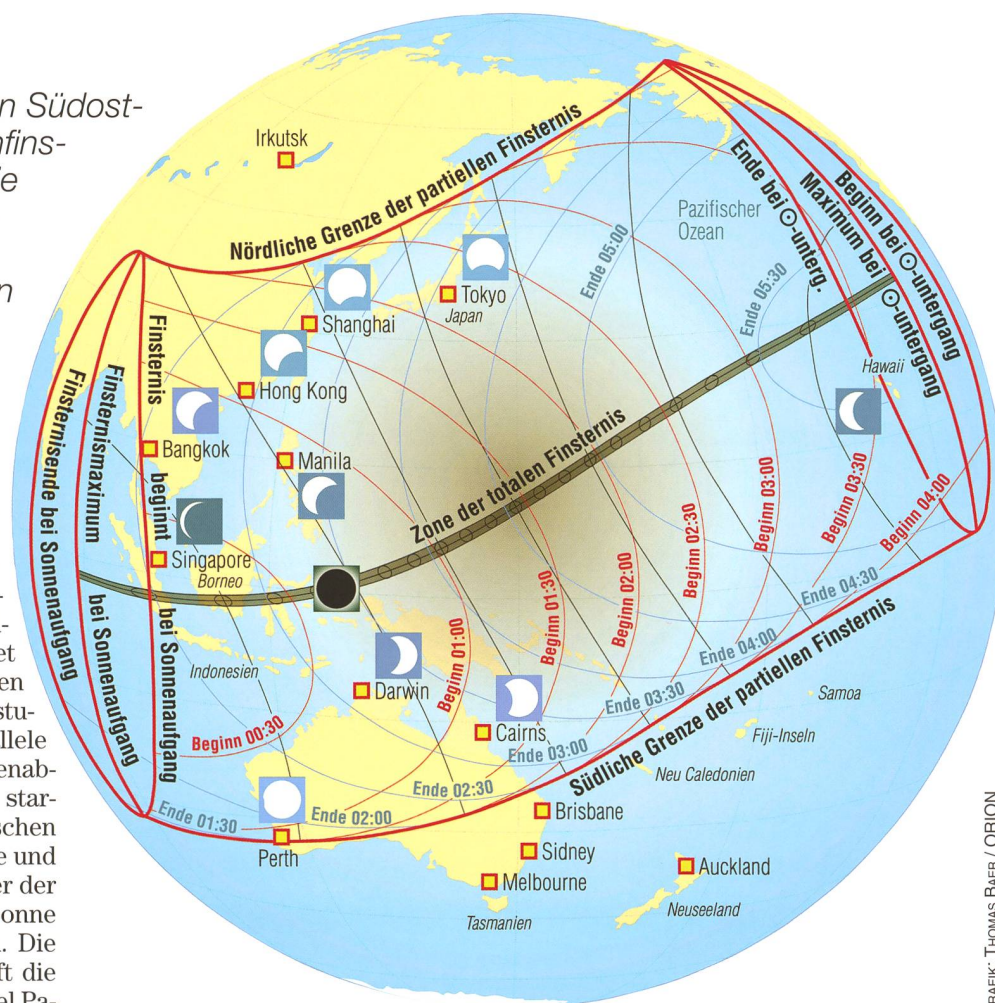 n Südost-
nfins-
e
n
et
en
stu-
allele
enab-
star-
schen
e und
er der
onne
. Die
ft die
el Pa-
Irkutsk
Nördliche Grenze der partiellen Finsternis
Ende bei ☉-unterg.
Maximum bei ☉-untergang
Beginn bei ☉-untergang
Pazifischer
Ozean
Ende 05:00
Ende 05:30
Tokyo
Japan
Shanghai
Hong Kong
Hawaii
Finsternis beginnt bei Sonnenaufgang
Finsternismaximum bei Sonnenaufgang
Finsternisende bei Sonnenaufgang
Bangkok
Manila
Zone der totalen Finsternis
Singapore
Borneo
Indonesien
Darwin
Cairns
Beginn 00:30
Beginn 01:00
Beginn 01:30
Beginn 02:00
Beginn 02:30
Beginn 03:00
Beginn 03:30
Beginn 04:00
Ende 04:30
Ende 04:00
Ende 03:30
Ende 03:00
Ende 02:30
Ende 02:00
Ende 01:30
Südliche Grenze der partiellen Finsternis
Samoa
Fiji-Inseln
Neu Caledonien
Perth
Brisbane
Sidney
Melbourne
Tasmanien
Auckland
Neuseeland
GRAFIK: THOMAS BAER / ORION